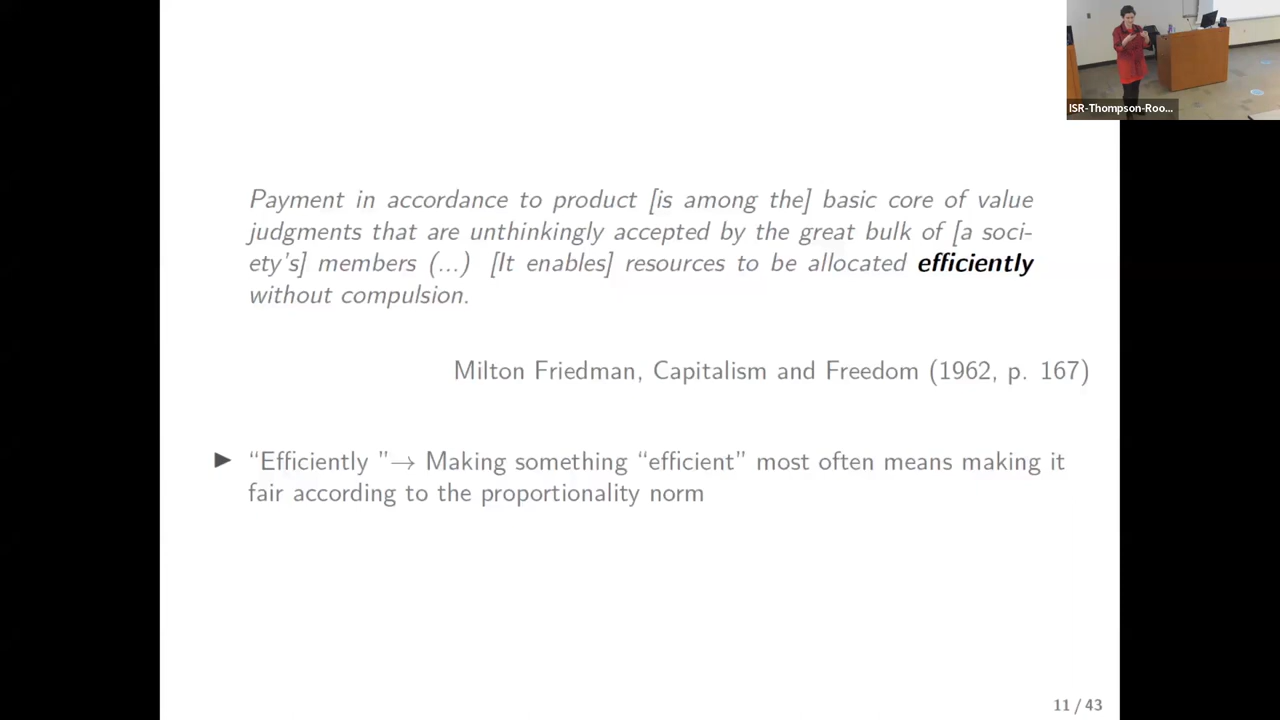 ISR-Thompson-Roo...
Payment in accordance to product [is among the] basic core of value
judgments that are unthinkingly accepted by the great bulk of [a soci-
ety's] members (...) [It enables] resources to be allocated efficiently
without compulsion.
Milton Friedman, Capitalism and Freedom (1962, p. 167)
▶ “Efficiently ”→ Making something “efficient” most often means making it
fair according to the proportionality norm
11 / 43